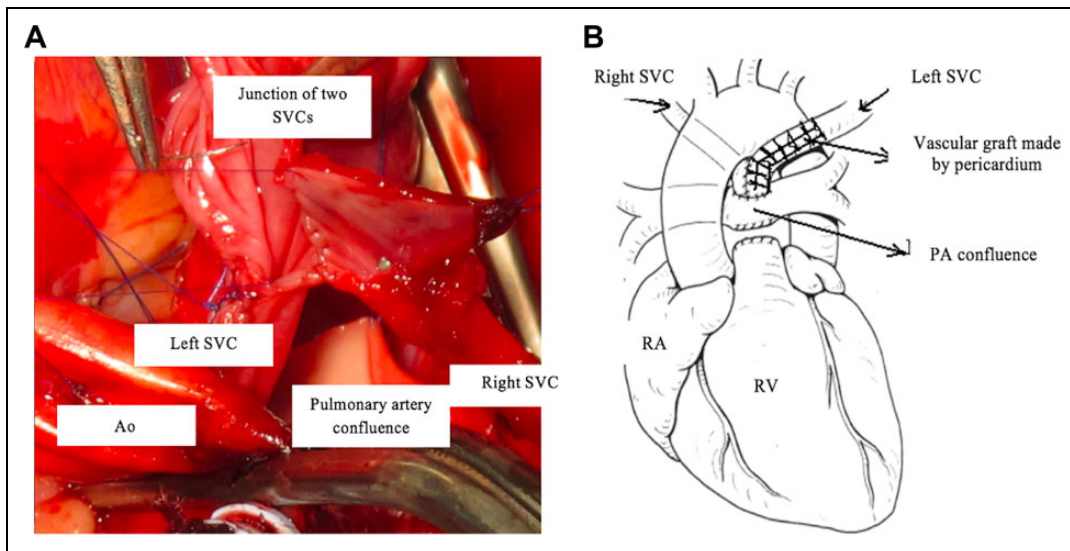 A
Junction of two
SVCs
Left SVC
Ao
Pulmonary artery
confluence
Right SVC
B
Right SVC
Left SVC
Vascular graft made
by pericardium
PA confluence
RA
RV